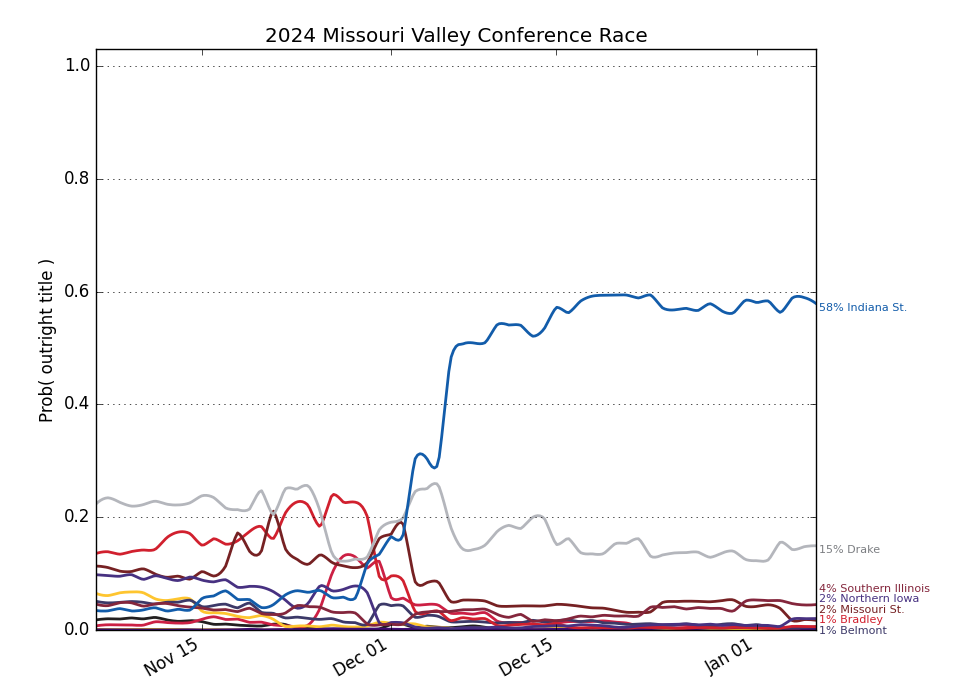 2024 Missouri Valley Conference Race
Prob( outright title )
1.0
0.8
0.6
0.4
0.2
0.0
Nov 15
Dec 01
Dec 15
Jan 01
58% Indiana St.
15% Drake
4% Southern Illinois
2% Northern Iowa
2% Missouri St.
1% Bradley
1% Belmont